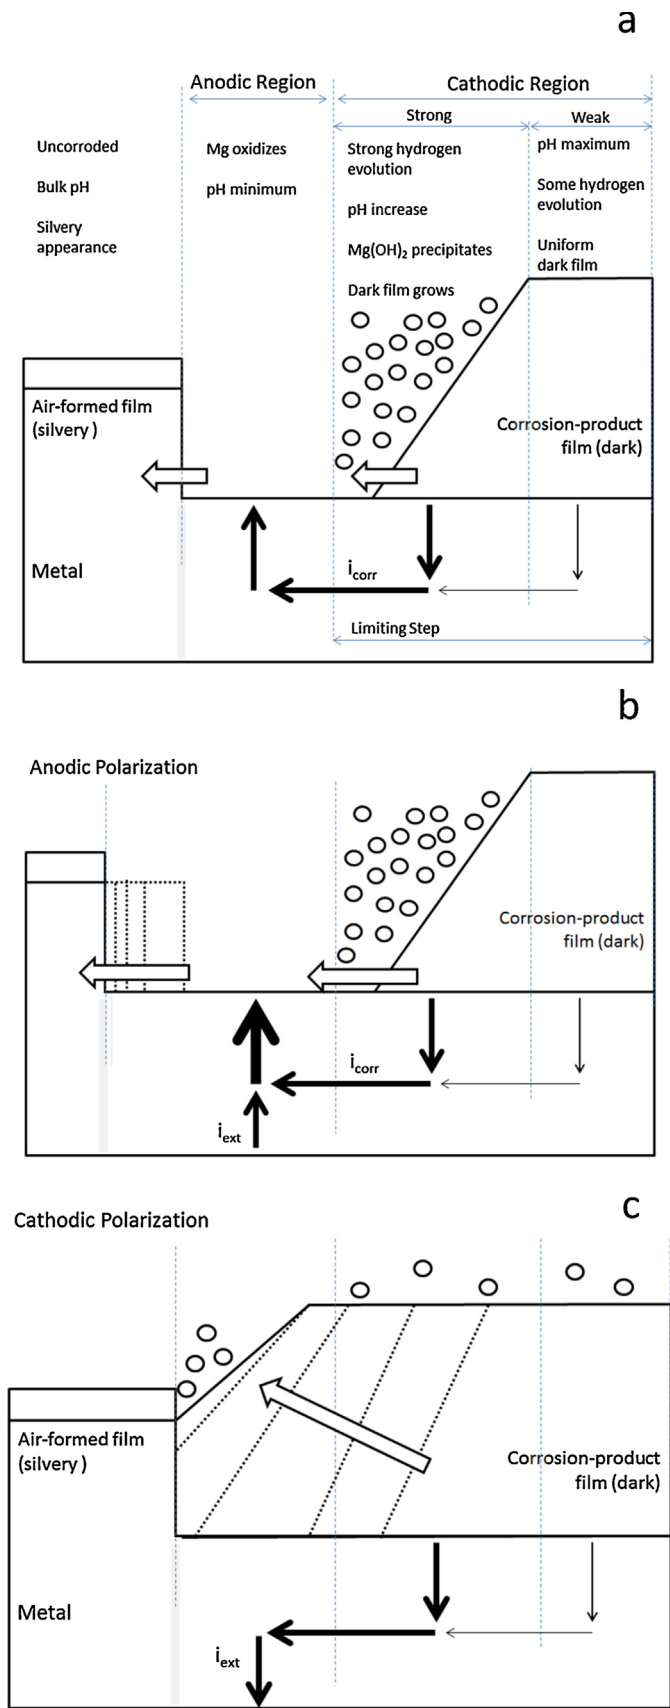 a
Anodic Region
Cathodic Region
Strong
Weak
Uncorroded
Bulk pH
Silvery
appearance
Mg oxidizes
pH minimum
Strong hydrogen
evolution
pH increase
Mg(OH)₂ precipitates
Dark film grows
pH maximum
Some hydrogen
evolution
Uniform
dark film
Air-formed film
(silvery )
Corrosion-product
film (dark)
Metal
icorr
Limiting Step
b
Anodic Polarization
Corrosion-product
film (dark)
icorr
iext
c
Cathodic Polarization
Air-formed film
(silvery )
Corrosion-product
film (dark)
Metal
iext